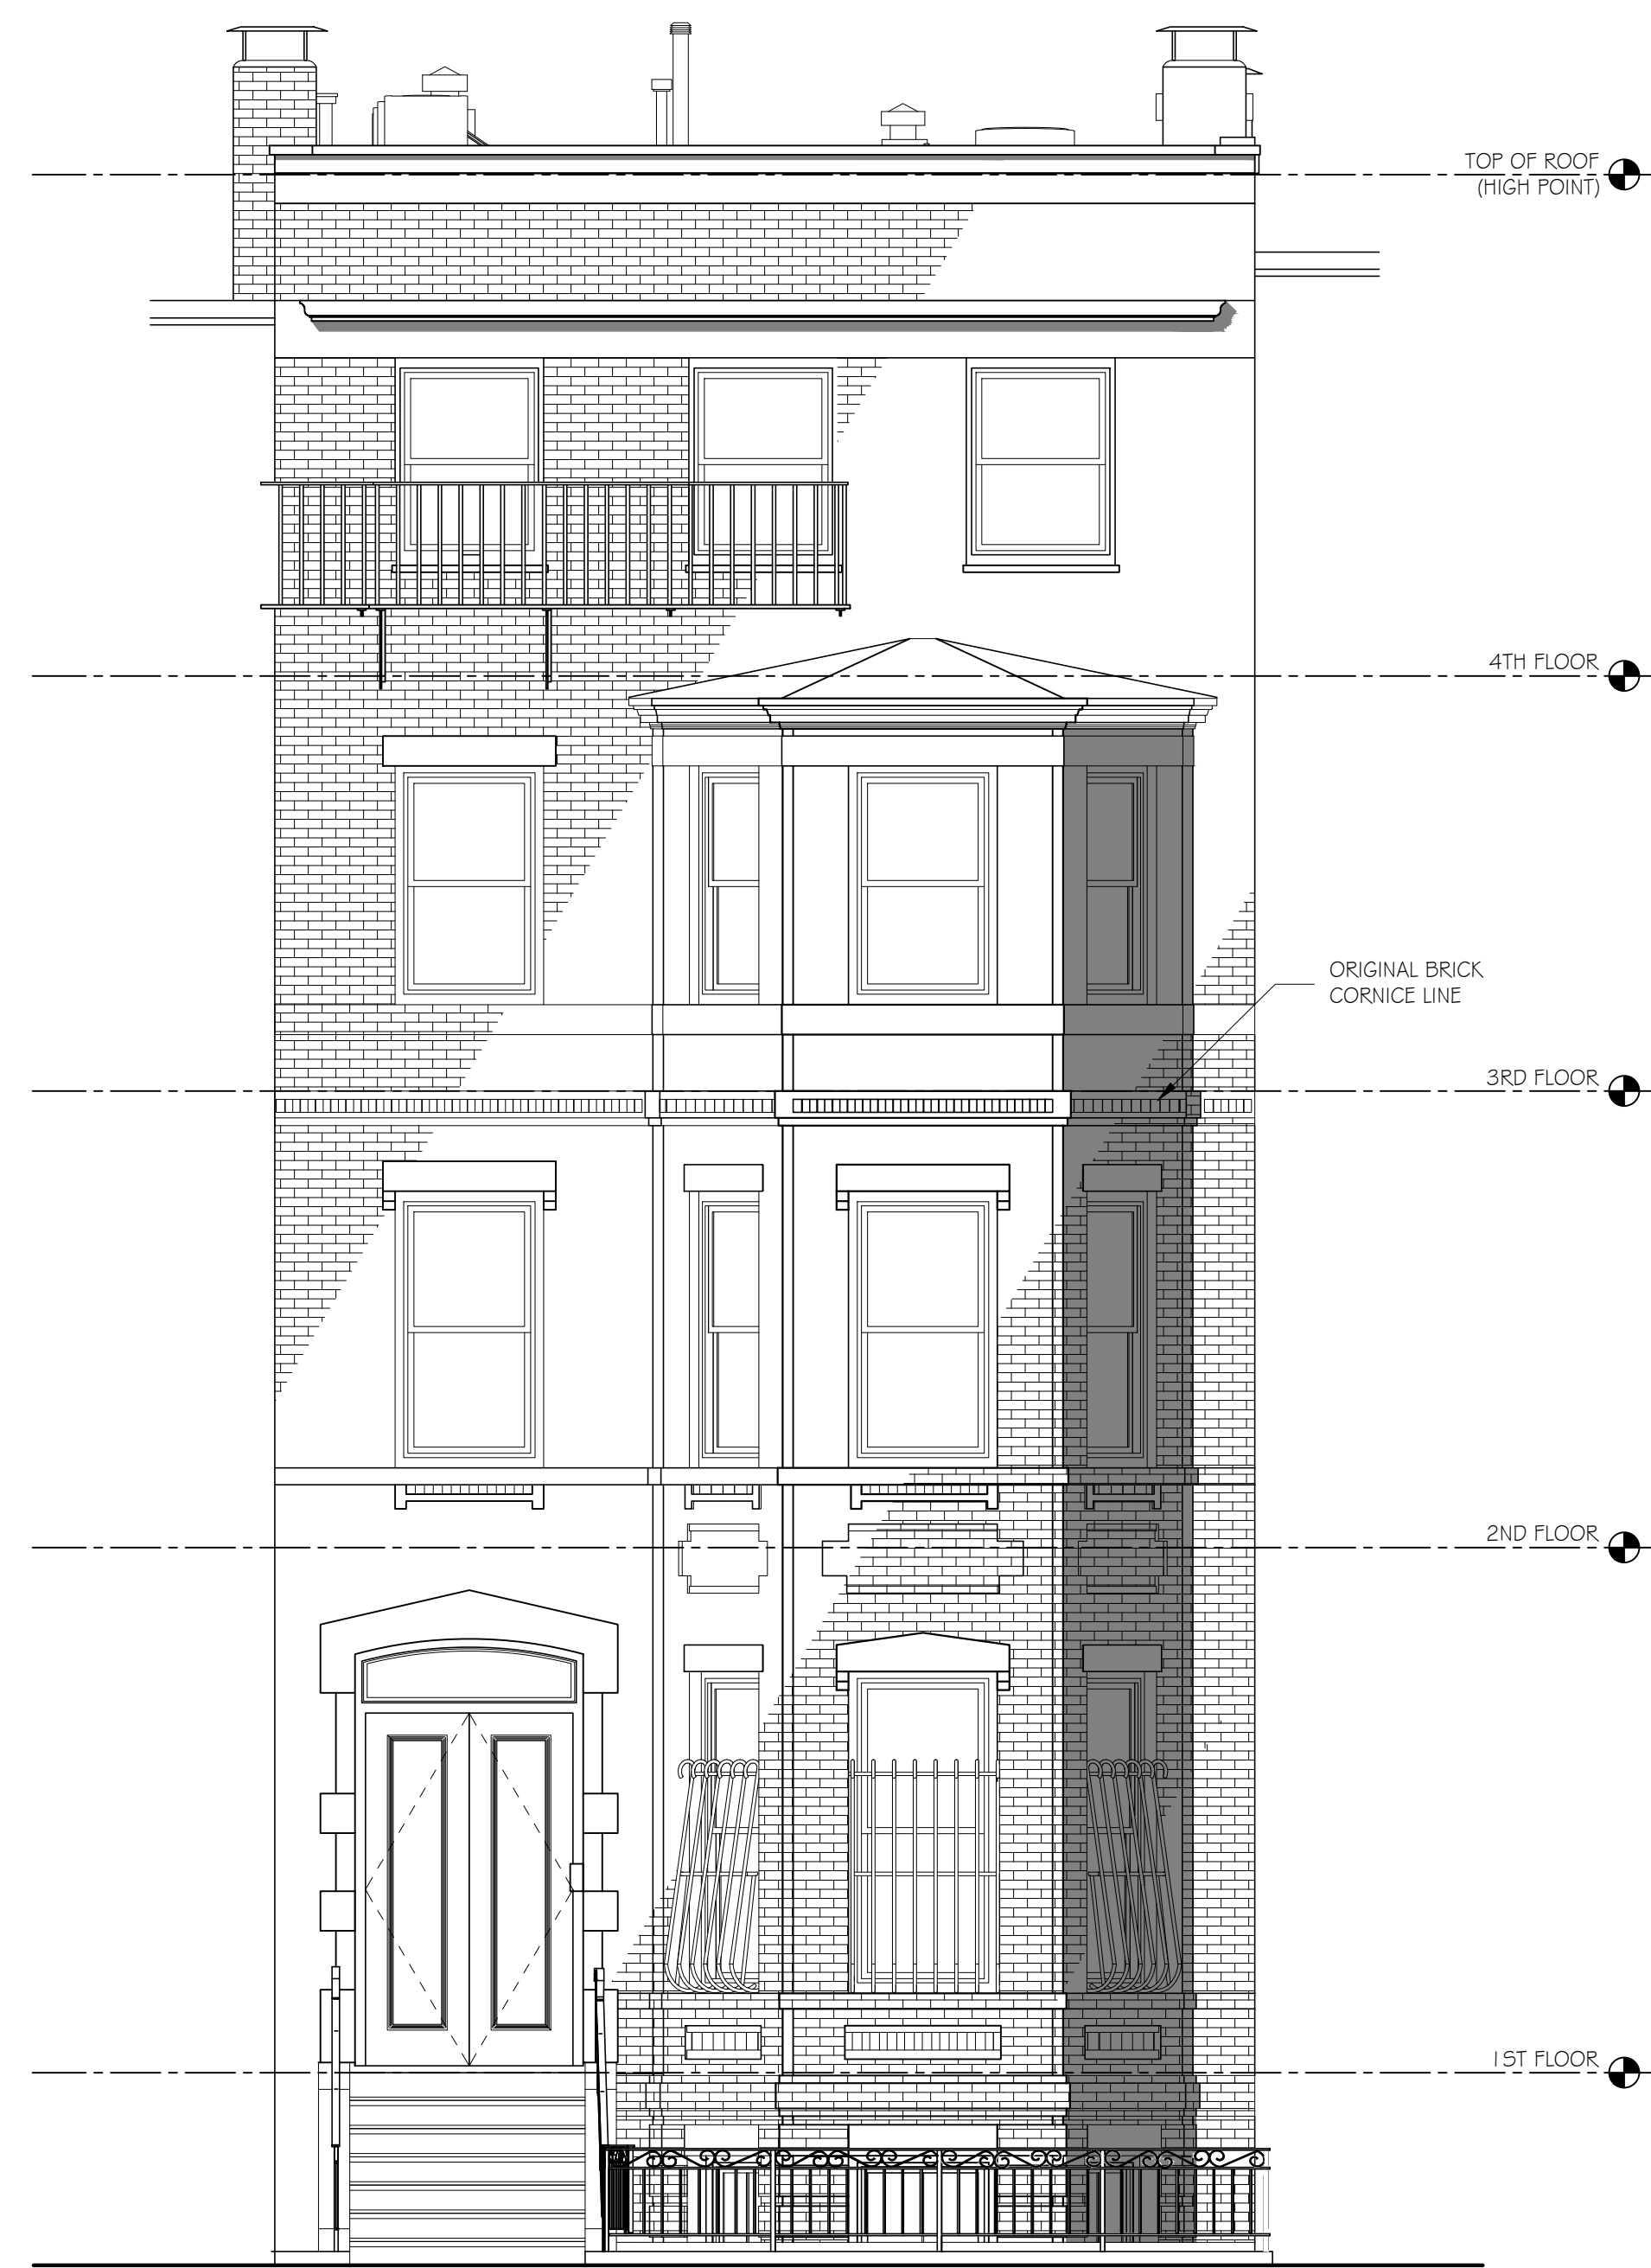 TOP OF ROOF
(HIGH POINT)
4TH FLOOR
ORIGINAL BRICK
CORNICE LINE
3RD FLOOR
2ND FLOOR
1ST FLOOR